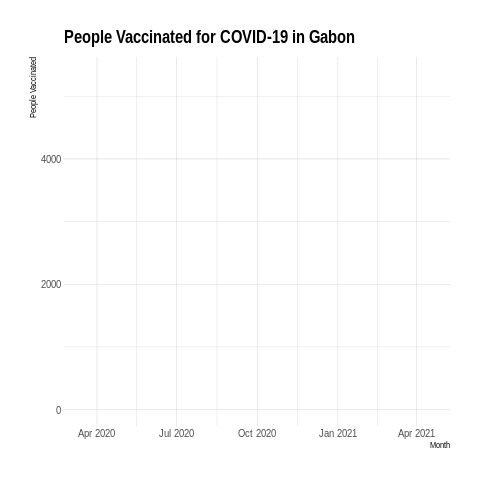 People Vaccinated for COVID-19 in Gabon
People Vaccinated
4000
2000
0
Apr 2020 Jul 2020 Oct 2020 Jan 2021 Apr 2021
Month